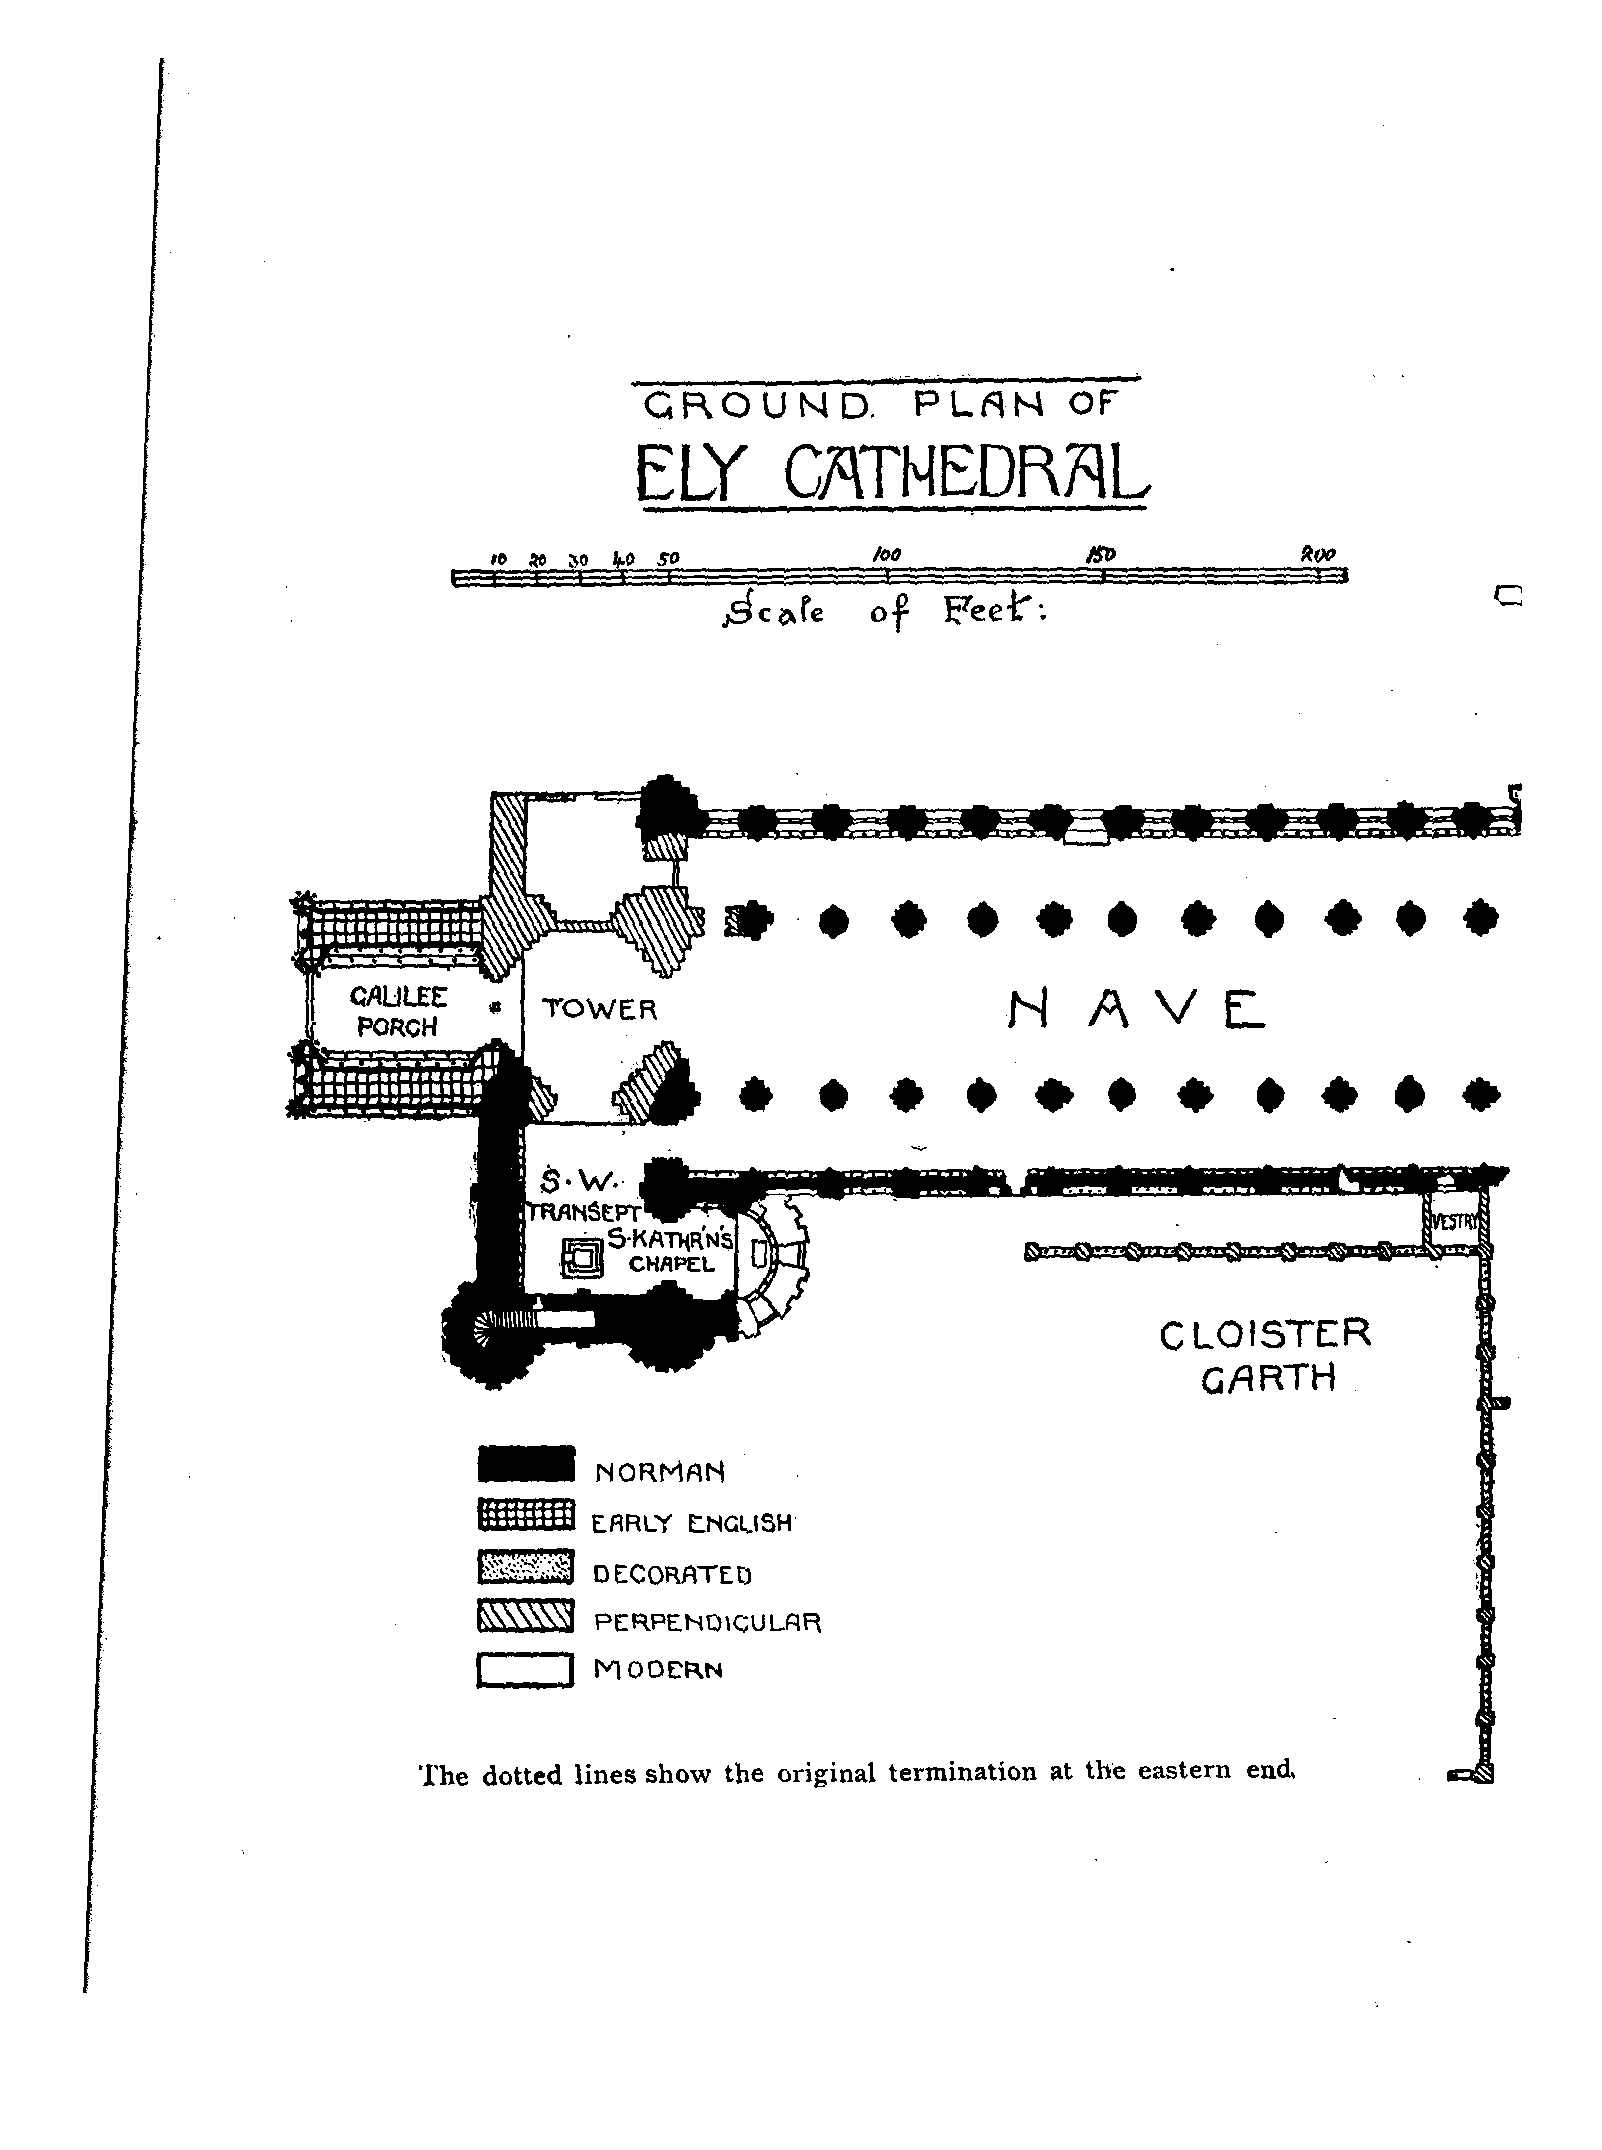 GROUND. PLAN OF
ELY CATHEDRAL
10 20 30 40 50 100 150 200
Scale of Feet:
GALILEE
PORCH
TOWER
NAVE
S.W.
TRANSEPT
S.KATHR'N'S
CHAPEL
VESTRY
CLOISTER
GARTH
NORMAN
EARLY ENGLISH
DECORATED
PERPENDICULAR
MODERN
The dotted lines show the original termination at the eastern end.